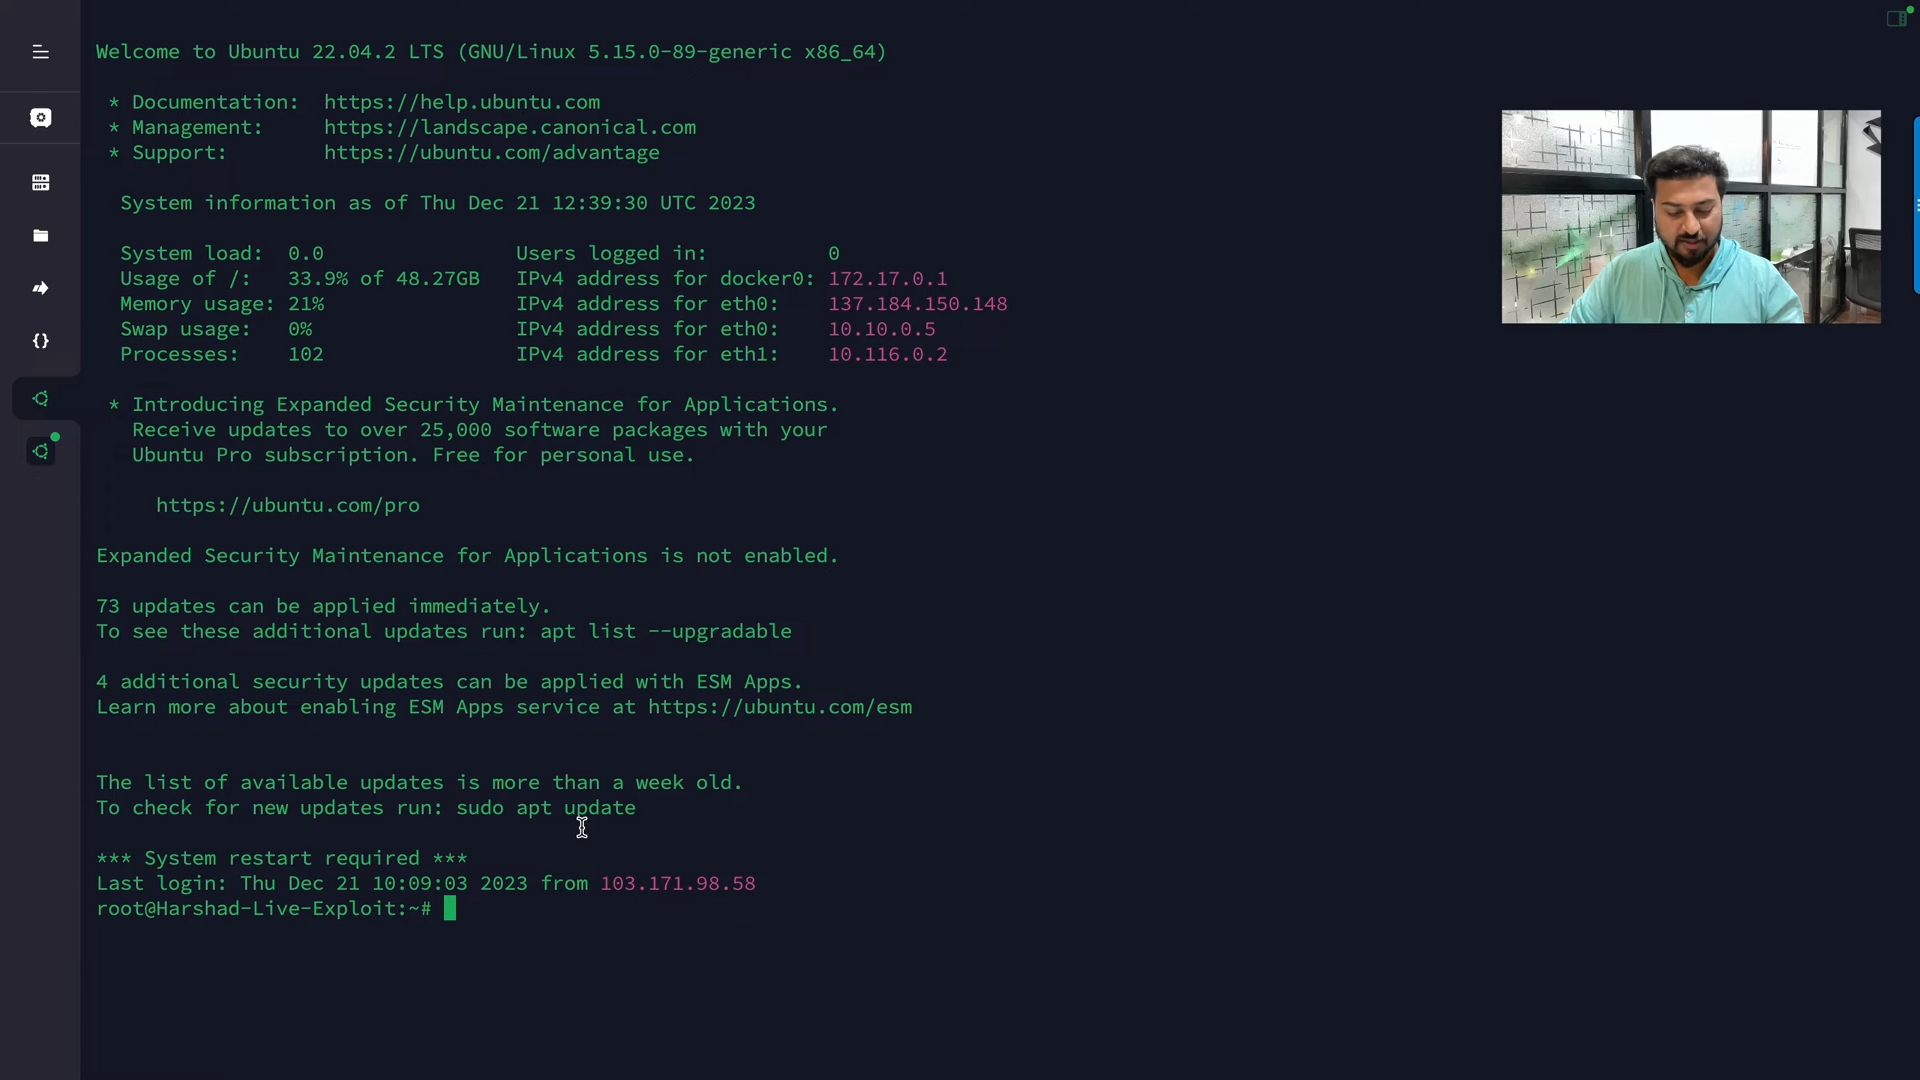 Welcome to Ubuntu 22.04.2 LTS (GNU/Linux 5.15.0-89-generic x86_64)
* Documentation: https://help.ubuntu.com
* Management: https://landscape.canonical.com
* Support: https://ubuntu.com/advantage
System information as of Thu Dec 21 12:39:30 UTC 2023
System load: 0.0 Users logged in: 0
Usage of /: 33.9% of 48.27GB IPv4 address for docker0: 172.17.0.1
Memory usage: 21% IPv4 address for eth0: 137.184.150.148
Swap usage: 0% IPv4 address for eth0: 10.10.0.5
Processes: 102 IPv4 address for eth1: 10.116.0.2
* Introducing Expanded Security Maintenance for Applications.
Receive updates to over 25,000 software packages with your
Ubuntu Pro subscription. Free for personal use.
https://ubuntu.com/pro
Expanded Security Maintenance for Applications is not enabled.
73 updates can be applied immediately.
To see these additional updates run: apt list --upgradable
4 additional security updates can be applied with ESM Apps.
Learn more about enabling ESM Apps service at https://ubuntu.com/esm
The list of available updates is more than a week old.
To check for new updates run: sudo apt update
*** System restart required ***
Last login: Thu Dec 21 10:09:03 2023 from 103.171.98.58
root@Harshad-Live-Exploit:~#